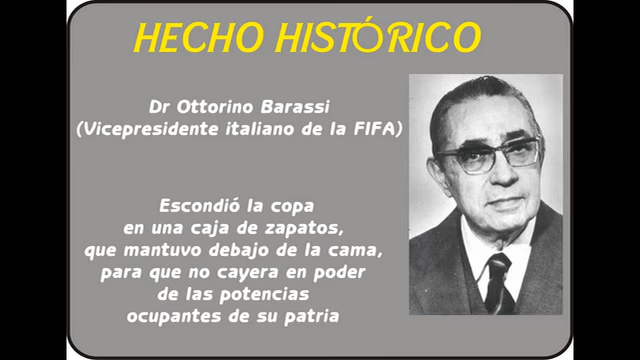 HECHO HISTÓRICO
Dr Ottorino Barassi
(Vicepresidente italiano de la FIFA)
Escondió la copa
en una caja de zapatos,
que mantuvo debajo de la cama,
para que no cayera en poder
de las potencias
ocupantes de su patria